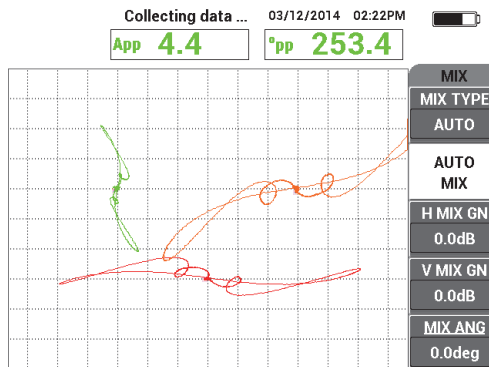 Collecting data ... 03/12/2014 02:22PM
App 4.4 °pp 253.4
MIX
MIX TYPE
AUTO
AUTO
MIX
H MIX GN
0.0dB
V MIX GN
0.0dB
MIX ANG
0.0deg